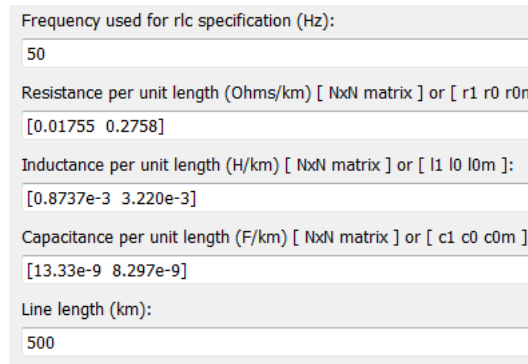 Frequency used for rlc specification (Hz):
50
Resistance per unit length (Ohms/km) [ NxN matrix ] or [ r1 r0 r0m
[0.01755 0.2758]
Inductance per unit length (H/km) [ NxN matrix ] or [ l1 l0 l0m ]:
[0.8737e-3 3.220e-3]
Capacitance per unit length (F/km) [ NxN matrix ] or [ c1 c0 c0m ]
[13.33e-9 8.297e-9]
Line length (km):
500